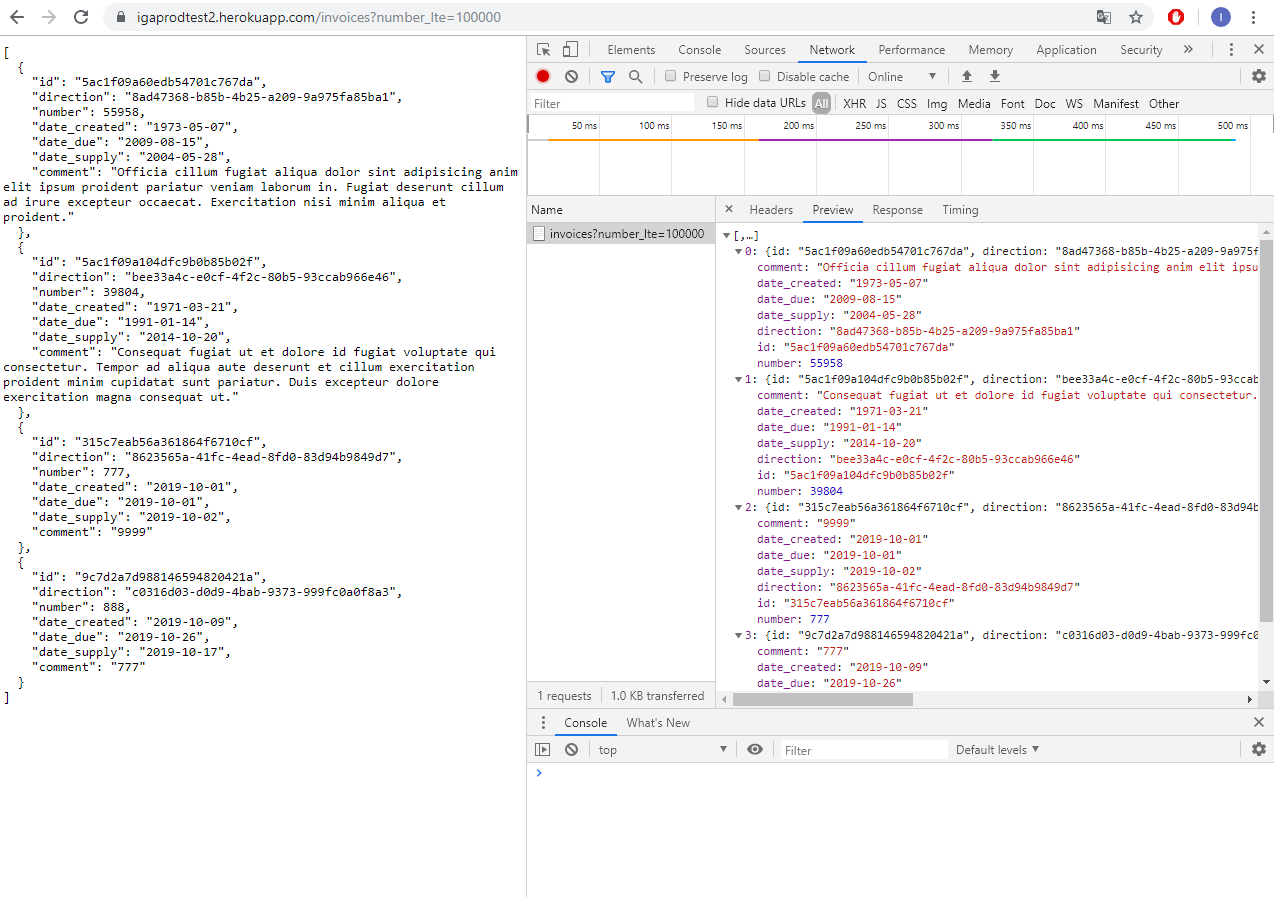 igaprodtest2.herokuapp.com/invoices?number_lte=100000
I
[
{
"id": "5ac1f09a60edb54701c767da",
"direction": "8ad47368-b85b-4b25-a209-9a975fa85ba1",
"number": 55958,
"date_created": "1973-05-07",
"date_due": "2009-08-15",
"date_supply": "2004-05-28",
"comment": "Officia cillum fugiat aliqua dolor sint adipisicing anim
elit ipsum proident pariatur veniam laborum in. Fugiat deserunt cillum
ad irure excepteur occaecat. Exercitation nisi minim aliqua et
proident."
},
{
"id": "5ac1f09a104dfc9b0b85b02f",
"direction": "bee33a4c-e0cf-4f2c-80b5-93ccab966e46",
"number": 39804,
"date_created": "1971-03-21",
"date_due": "1991-01-14",
"date_supply": "2014-10-20",
"comment": "Consequat fugiat ut et dolore id fugiat voluptate qui
consectetur. Tempor ad aliqua aute deserunt et cillum exercitation
proident minim cupidatat sunt pariatur. Duis excepteur dolore
exercitation magna consequat ut."
},
{
"id": "315c7eab56a361864f6710cf",
"direction": "8623565a-41fc-4ead-8fd0-83d94b9849d7",
"number": 777,
"date_created": "2019-10-01",
"date_due": "2019-10-01",
"date_supply": "2019-10-02",
"comment": "9999"
},
{
"id": "9c7d2a7d988146594820421a",
"direction": "c0316d03-d0d9-4bab-9373-999fc0a0f8a3",
"number": 888,
"date_created": "2019-10-09",
"date_due": "2019-10-26",
"date_supply": "2019-10-17",
"comment": "777"
}
]
Elements Console Sources Network Performance Memory Application Security »
Preserve log Disable cache Online
Filter Hide data URLs All XHR JS CSS Img Media Font Doc WS Manifest Other
50 ms 100 ms 150 ms 200 ms 250 ms 300 ms 350 ms 400 ms 450 ms 500 ms
Name × Headers Preview Response Timing
invoices?number_lte=100000
[,…]
0: {id: "5ac1f09a60edb54701c767da", direction: "8ad47368-b85b-4b25-a209-9a975f
comment: "Officia cillum fugiat aliqua dolor sint adipisicing anim elit ipsu
date_created: "1973-05-07"
date_due: "2009-08-15"
date_supply: "2004-05-28"
direction: "8ad47368-b85b-4b25-a209-9a975fa85ba1"
id: "5ac1f09a60edb54701c767da"
number: 55958
1: {id: "5ac1f09a104dfc9b0b85b02f", direction: "bee33a4c-e0cf-4f2c-80b5-93ccab
comment: "Consequat fugiat ut et dolore id fugiat voluptate qui consectetur.
date_created: "1971-03-21"
date_due: "1991-01-14"
date_supply: "2014-10-20"
direction: "bee33a4c-e0cf-4f2c-80b5-93ccab966e46"
id: "5ac1f09a104dfc9b0b85b02f"
number: 39804
2: {id: "315c7eab56a361864f6710cf", direction: "8623565a-41fc-4ead-8fd0-83d94b
comment: "9999"
date_created: "2019-10-01"
date_due: "2019-10-01"
date_supply: "2019-10-02"
direction: "8623565a-41fc-4ead-8fd0-83d94b9849d7"
id: "315c7eab56a361864f6710cf"
number: 777
3: {id: "9c7d2a7d988146594820421a", direction: "c0316d03-d0d9-4bab-9373-999fc0
comment: "777"
date_created: "2019-10-09"
date_due: "2019-10-26"
1 requests 1.0 KB transferred
Console What's New
top Filter Default levels